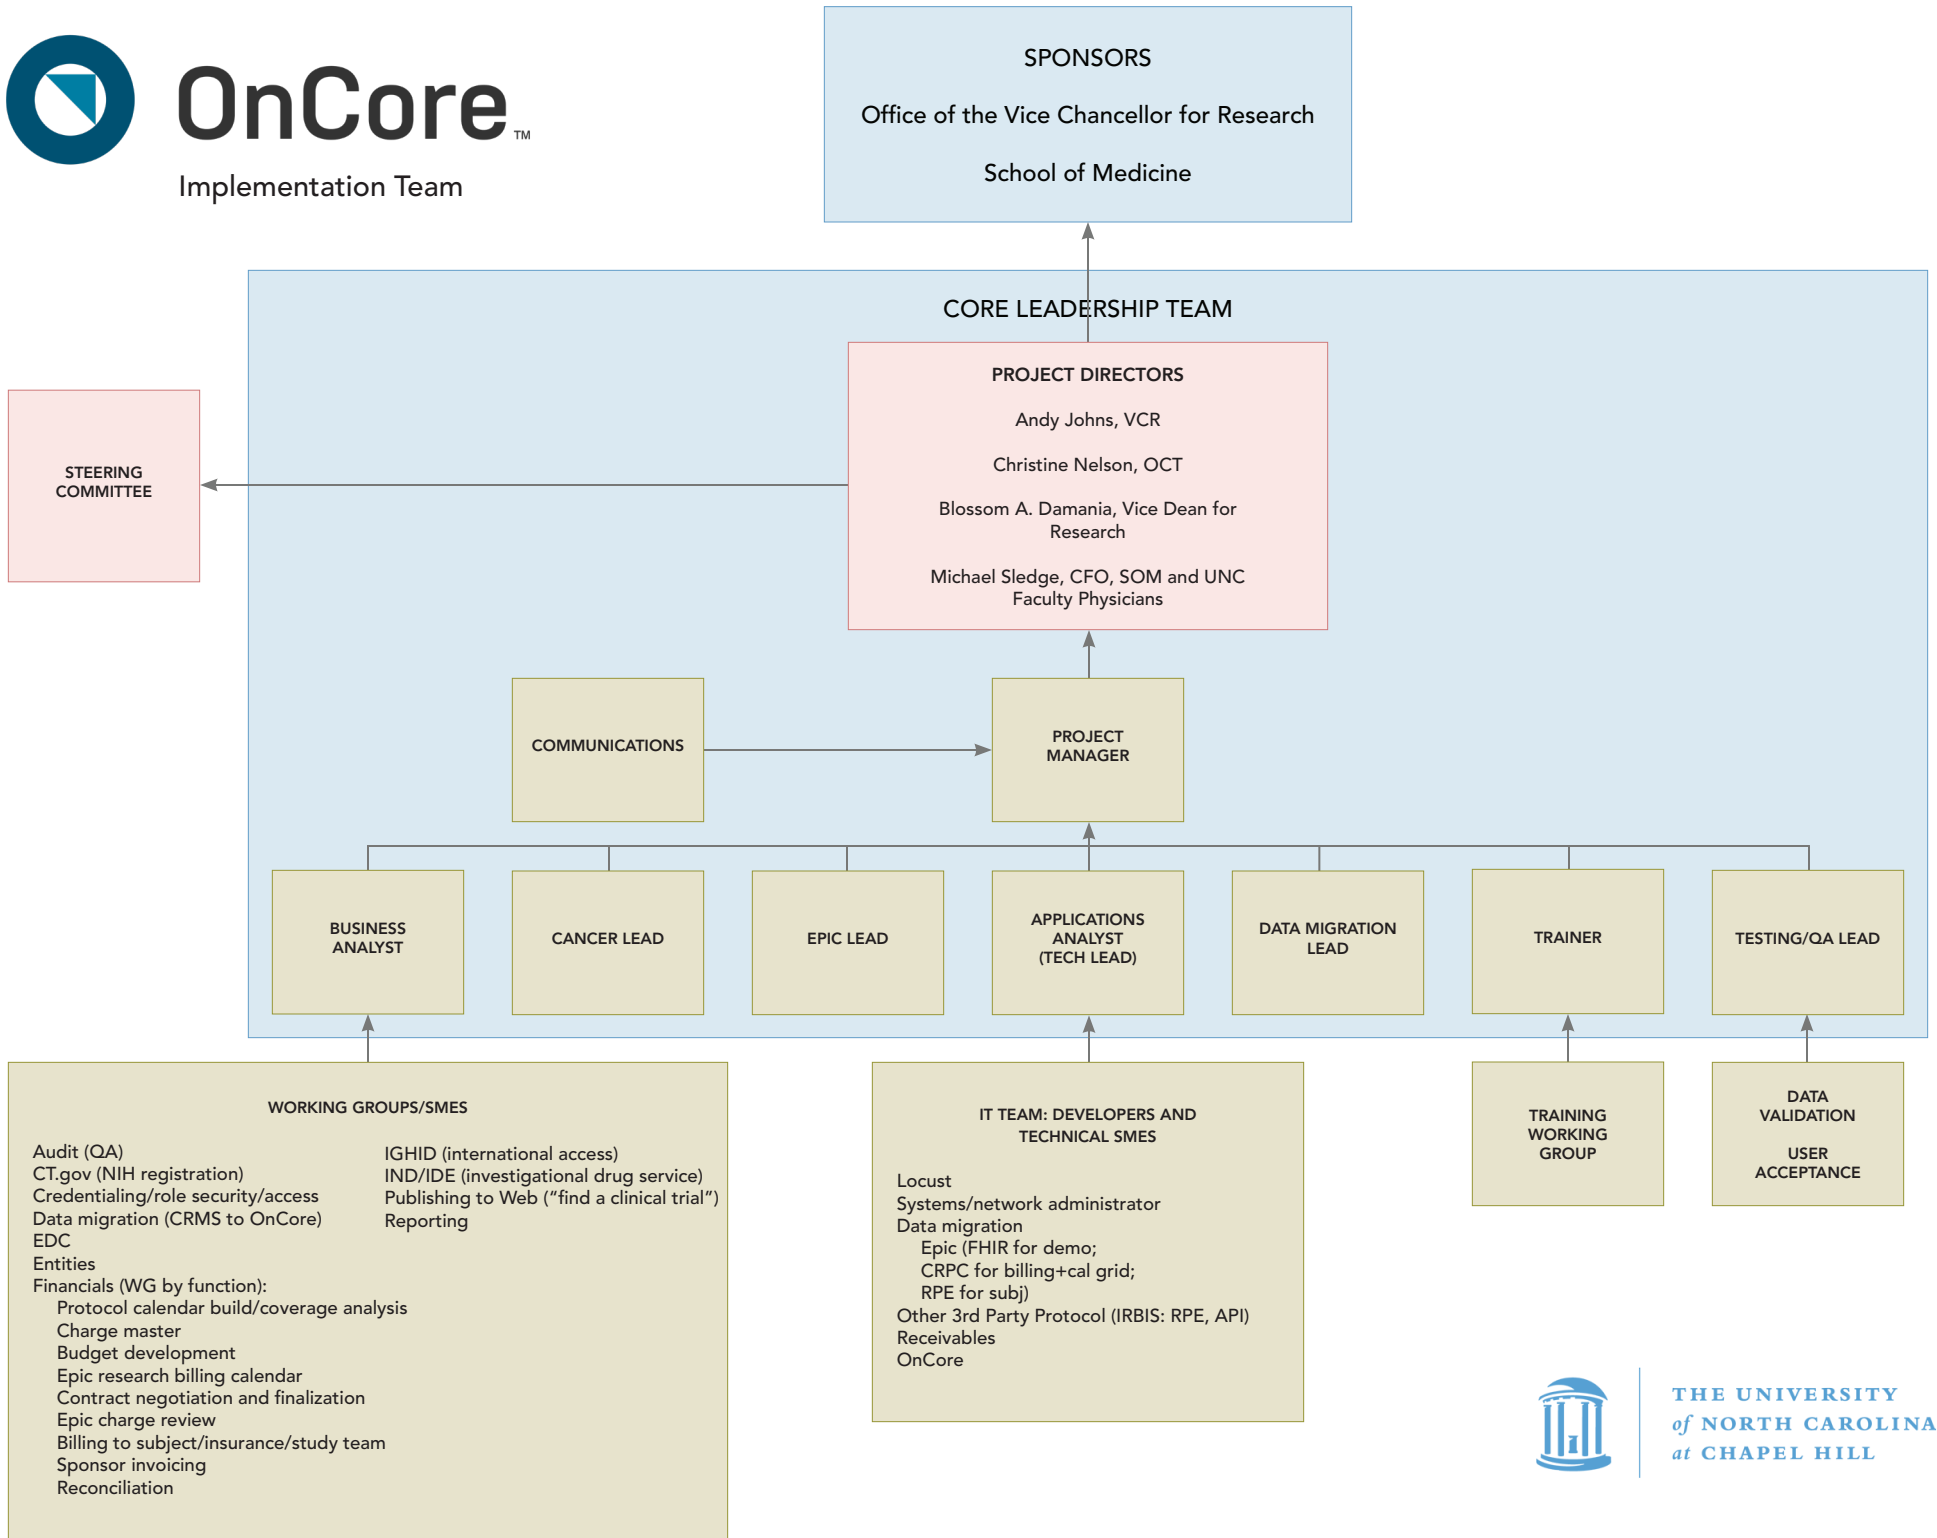 OnCore™
Implementation Team
SPONSORS
Office of the Vice Chancellor for Research
School of Medicine
CORE LEADERSHIP TEAM
PROJECT DIRECTORS
Andy Johns, VCR
Christine Nelson, OCT
Blossom A. Damania, Vice Dean for
Research
Michael Sledge, CFO, SOM and UNC
Faculty Physicians
STEERING
COMMITTEE
COMMUNICATIONS
PROJECT
MANAGER
BUSINESS
ANALYST
CANCER LEAD
EPIC LEAD
APPLICATIONS
ANALYST
(TECH LEAD)
DATA MIGRATION
LEAD
TRAINER
TESTING/QA LEAD
WORKING GROUPS/SMES
Audit (QA)
CT.gov (NIH registration)
Credentialing/role security/access
Data migration (CRMS to OnCore)
EDC
Entities
Financials (WG by function):
Protocol calendar build/coverage analysis
Charge master
Budget development
Epic research billing calendar
Contract negotiation and finalization
Epic charge review
Billing to subject/insurance/study team
Sponsor invoicing
Reconciliation
IGHID (international access)
IND/IDE (investigational drug service)
Publishing to Web (“find a clinical trial”)
Reporting
IT TEAM: DEVELOPERS AND
TECHNICAL SMES
Locust
Systems/network administrator
Data migration
Epic (FHIR for demo;
CRPC for billing+cal grid;
RPE for subj)
Other 3rd Party Protocol (IRBIS: RPE, API)
Receivables
OnCore
TRAINING
WORKING
GROUP
DATA
VALIDATION
USER
ACCEPTANCE
THE UNIVERSITY
of NORTH CAROLINA
at CHAPEL HILL